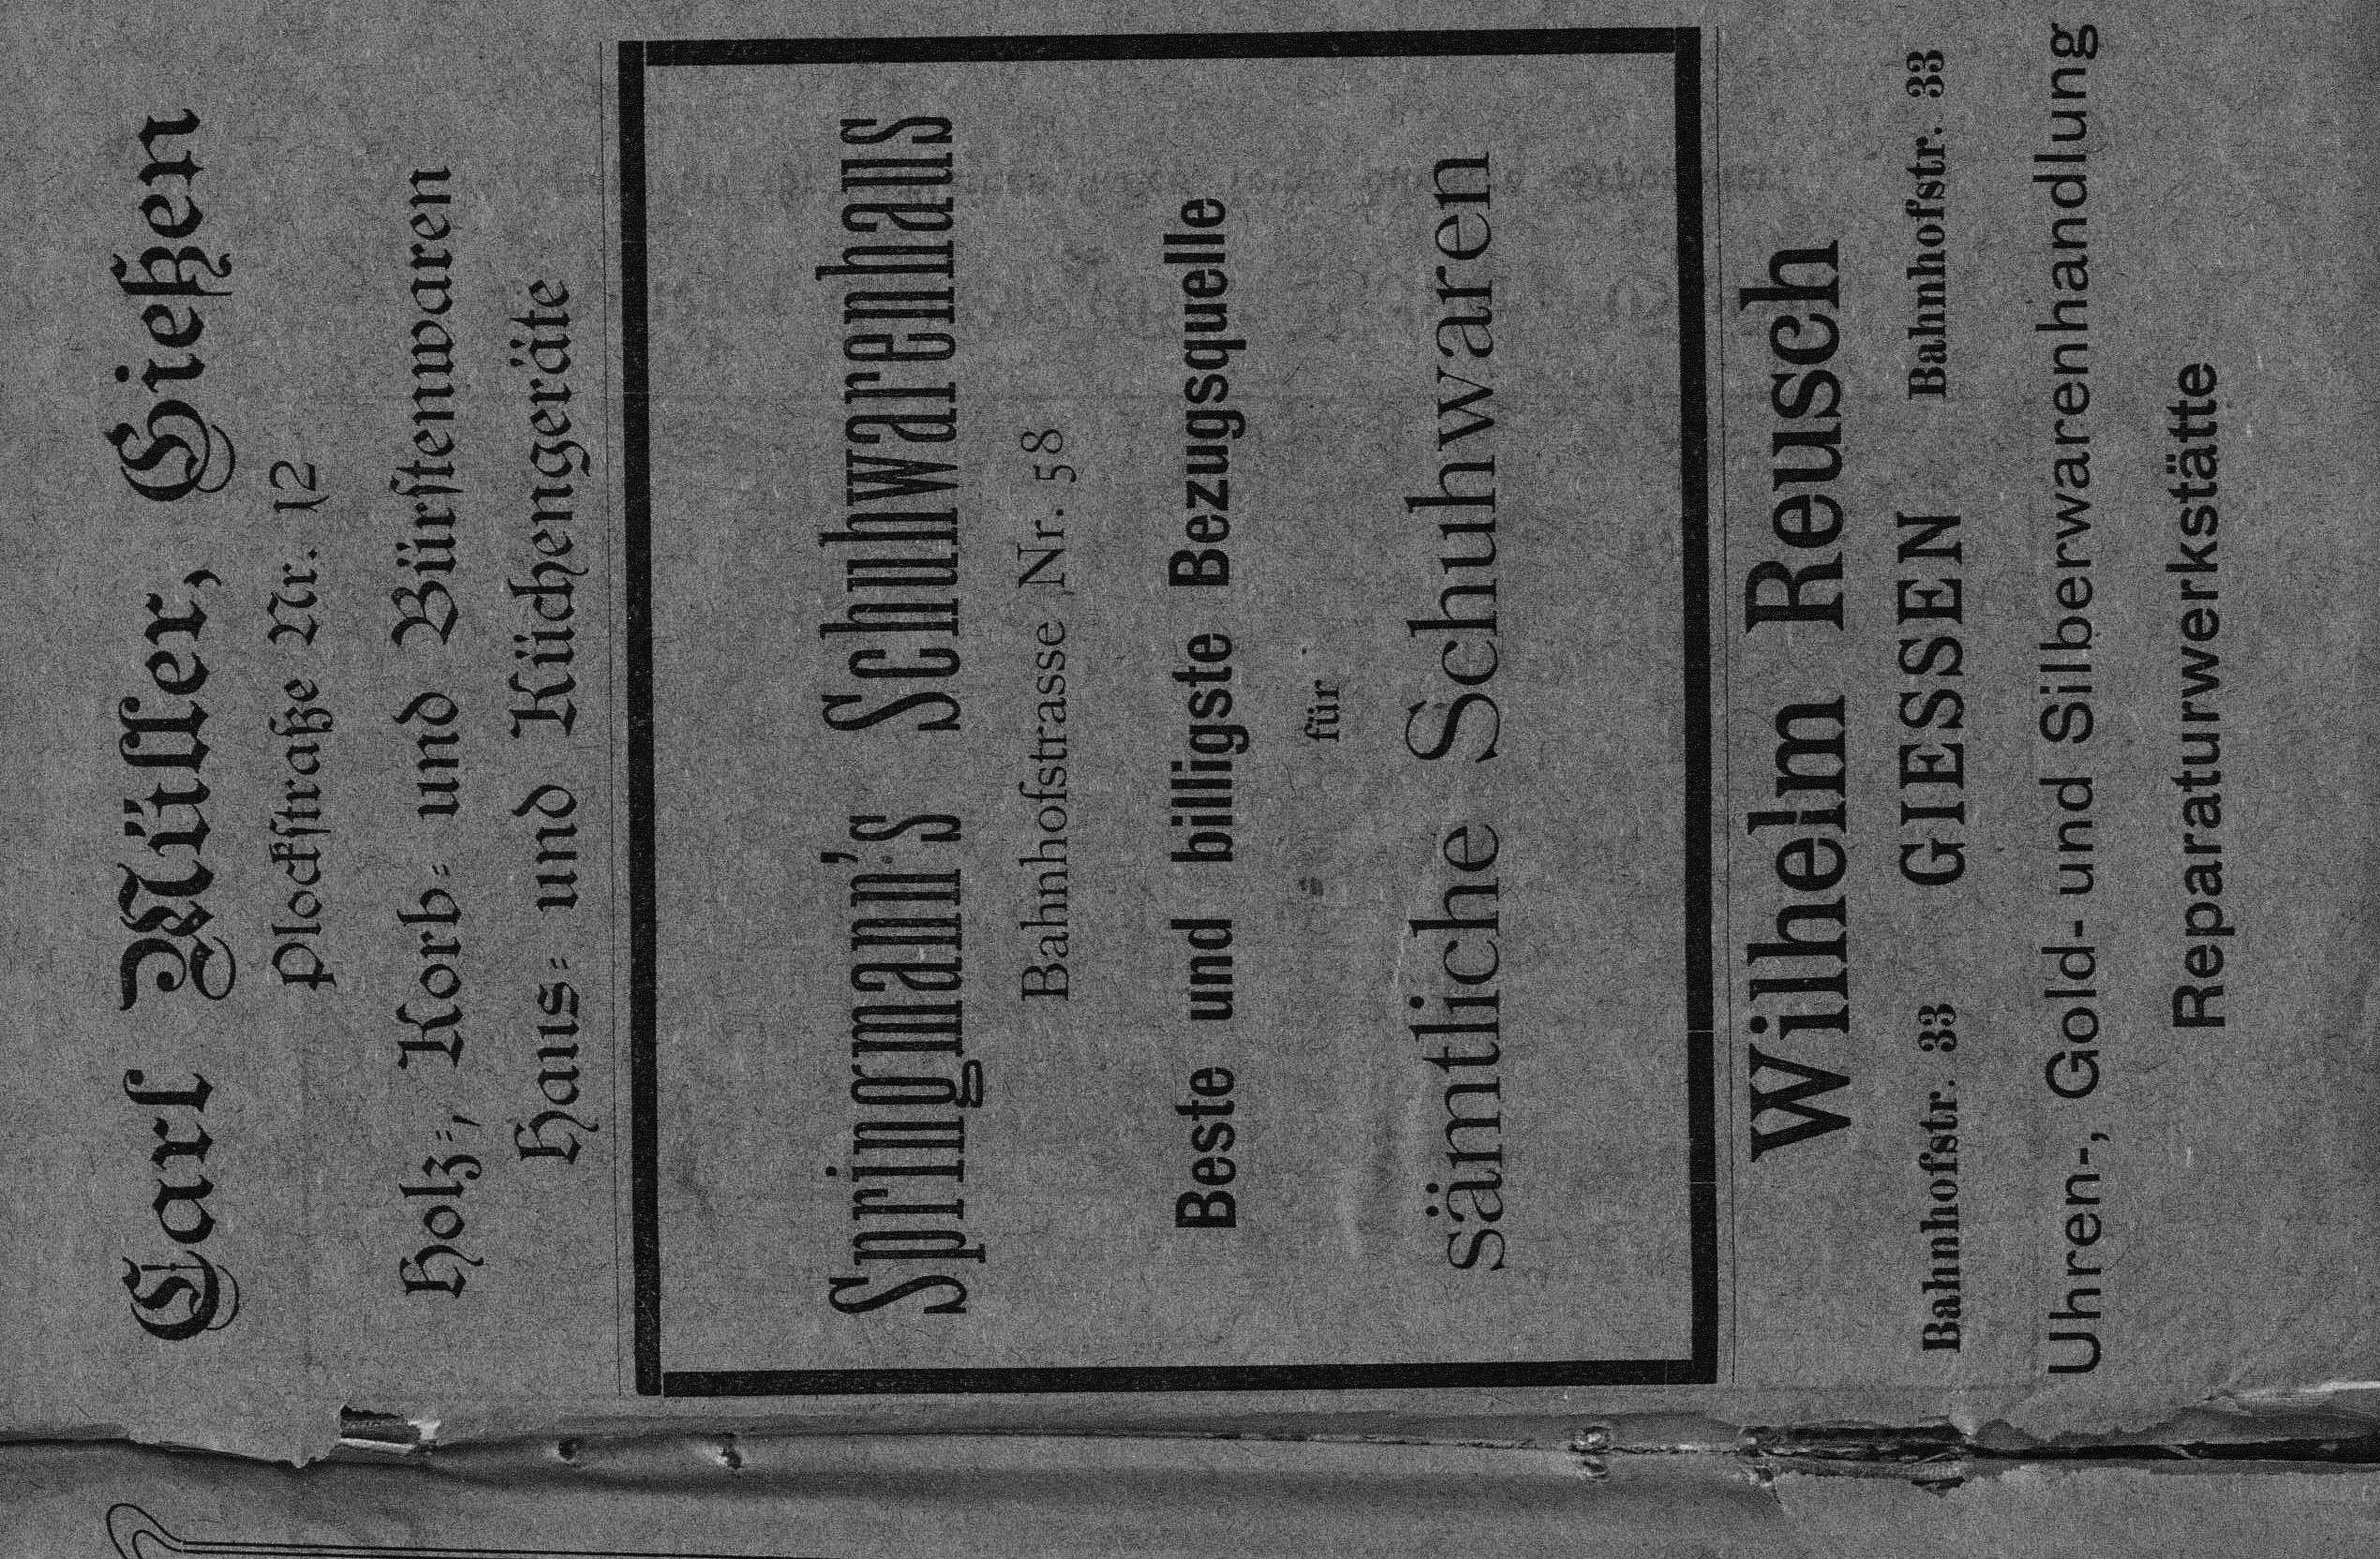 Carl Müller, Gießen
Plockſtraße Nr. 12
Holz-, Korb- und Bürſtenwaren
Haus- und Küchengeräte
Springmann's Schuhwarenhaus
Bahnhofstrasse Nr. 58
Beste und billigste Bezugsquelle
für
sämtliche Schuhwaren
Wilhelm Reusch
Bahnhofstr. 33 GIESSEN Bahnhofstr. 33
Uhren-, Gold- und Silberwarenhandlung
Reparaturwerkstätte